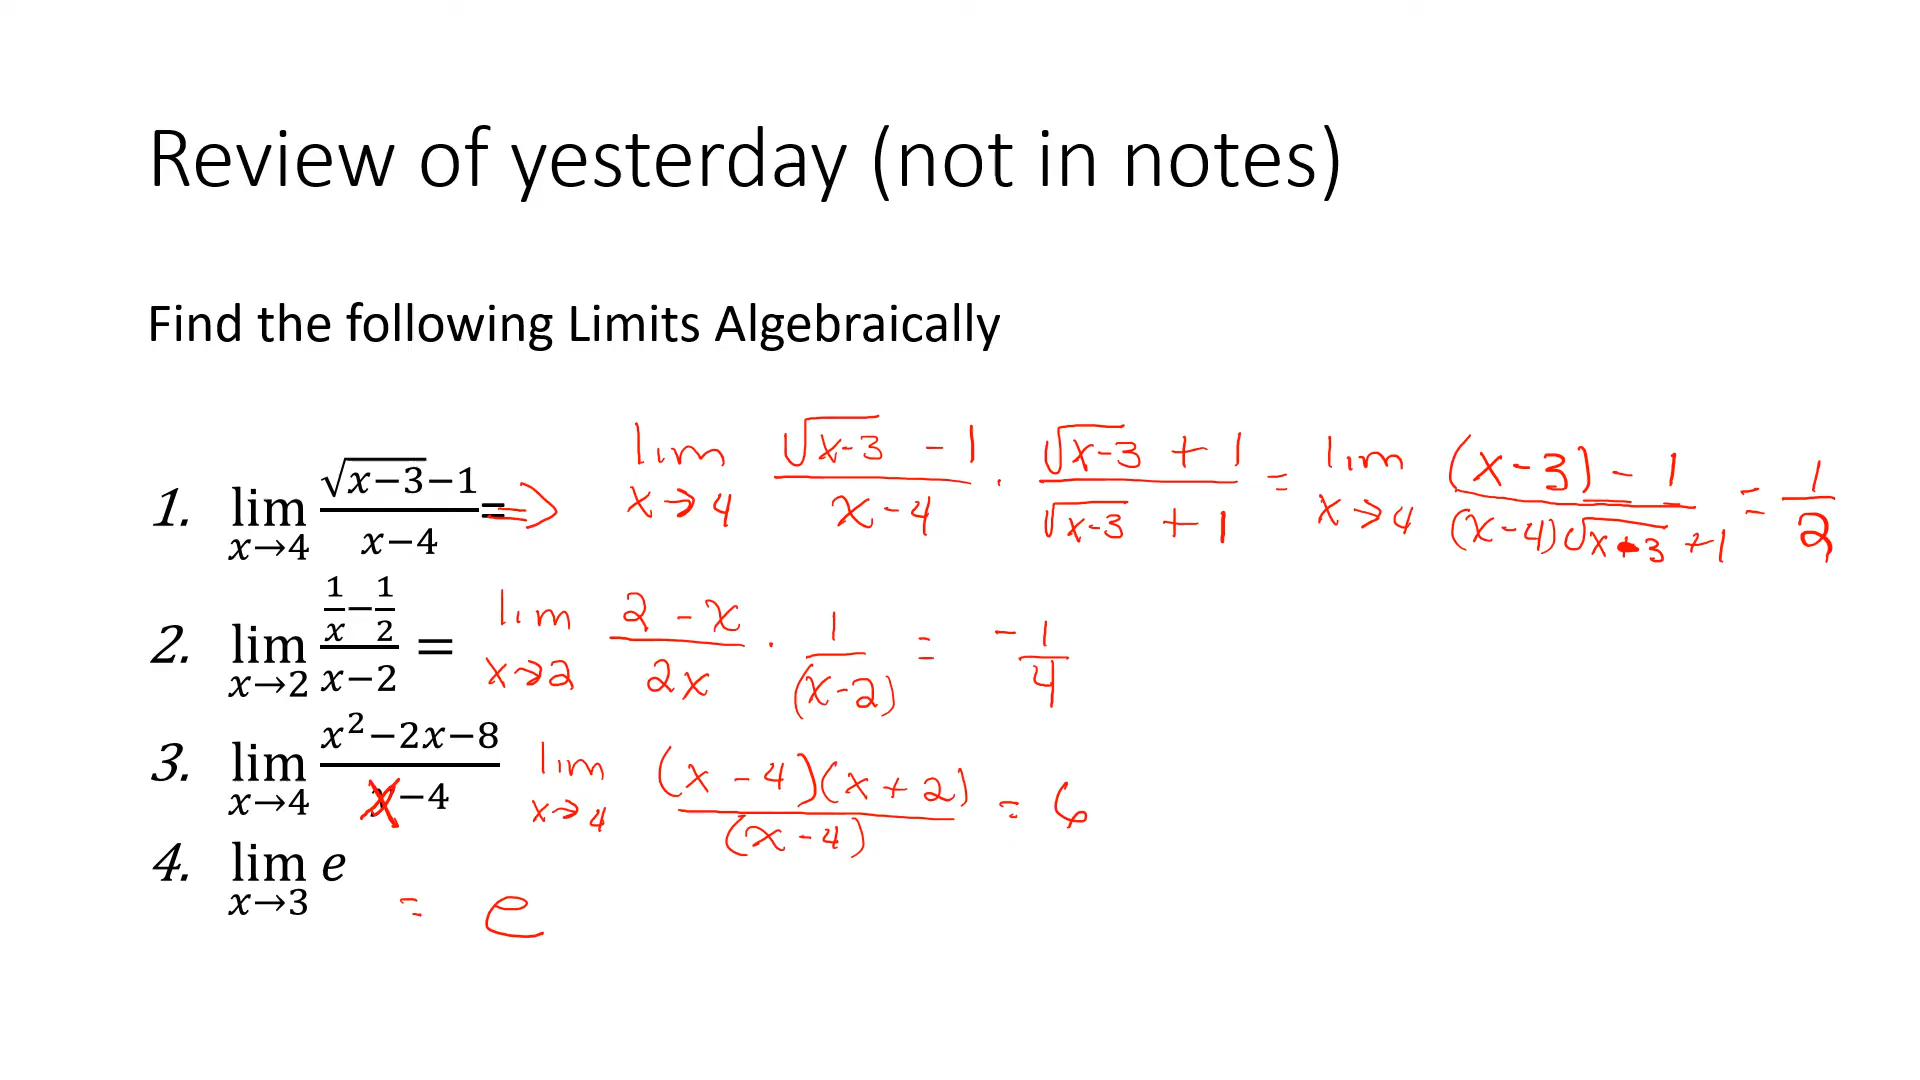 Review of yesterday (not in notes)
Find the following Limits Algebraically
1. lim x→4 (√(x−3)−1)/(x−4) = ⇒ lim x→4 (√(x-3) - 1)/(x-4) · (√(x-3) + 1)/(√(x-3) + 1) = lim x→4 ((x-3) - 1)/((x-4)√(x-3) + 1) = 1/2
2. lim x→2 (1/x − 1/2)/(x−2) = lim x→2 (2 - x)/(2x) · 1/(x-2) = -1/4
3. lim x→4 (x²−2x−8)/(x−4) lim x→4 ((x-4)(x+2))/(x-4) = 6
4. lim x→3 e = e